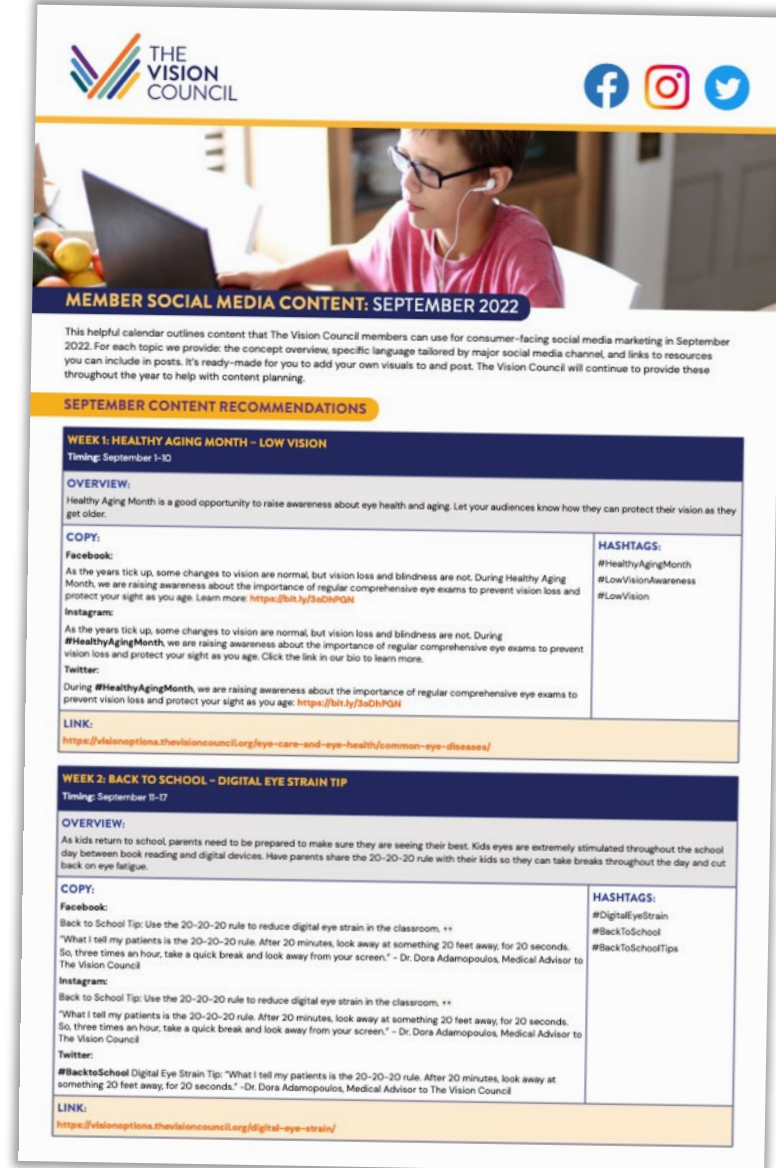 THE
VISION
COUNCIL
MEMBER SOCIAL MEDIA CONTENT: SEPTEMBER 2022
This helpful calendar outlines content that The Vision Council members can use for consumer-facing social media marketing in September
2022. For each topic we provide: the concept overview, specific language tailored by major social media channel, and links to resources
you can include in posts. It's ready-made for you to add your own visuals to and post. The Vision Council will continue to provide these
throughout the year to help with content planning.
SEPTEMBER CONTENT RECOMMENDATIONS
WEEK 1: HEALTHY AGING MONTH – LOW VISION
Timing: September 1-10
OVERVIEW:
Healthy Aging Month is a good opportunity to raise awareness about eye health and aging. Let your audiences know how they can protect their vision as they
get older.
COPY:
Facebook:
As the years tick up, some changes to vision are normal, but vision loss and blindness are not. During Healthy Aging
Month, we are raising awareness about the importance of regular comprehensive eye exams to prevent vision loss and
protect your sight as you age. Learn more: https://bit.ly/3oDhPGN
Instagram:
As the years tick up, some changes to vision are normal, but vision loss and blindness are not. During
#HealthyAgingMonth, we are raising awareness about the importance of regular comprehensive eye exams to prevent
vision loss and protect your sight as you age. Click the link in our bio to learn more.
Twitter:
During #HealthyAgingMonth, we are raising awareness about the importance of regular comprehensive eye exams to
prevent vision loss and protect your sight as you age: https://bit.ly/3oDhPGN
HASHTAGS:
#HealthyAgingMonth
#LowVisionAwareness
#LowVision
LINK:
https://visionoptions.thevisioncouncil.org/eye-care-and-eye-health/common-eye-diseases/
WEEK 2: BACK TO SCHOOL – DIGITAL EYE STRAIN TIP
Timing: September 11-17
OVERVIEW:
As kids return to school, parents need to be prepared to make sure they are seeing their best. Kids eyes are extremely stimulated throughout the school
day between book reading and digital devices. Have parents share the 20-20-20 rule with their kids so they can take breaks throughout the day and cut
back on eye fatigue.
COPY:
Facebook:
Back to School Tip: Use the 20-20-20 rule to reduce digital eye strain in the classroom. 👀
"What I tell my patients is the 20-20-20 rule. After 20 minutes, look away at something 20 feet away, for 20 seconds.
So, three times an hour, take a quick break and look away from your screen." - Dr. Dora Adamopoulos, Medical Advisor to
The Vision Council
Instagram:
Back to School Tip: Use the 20-20-20 rule to reduce digital eye strain in the classroom. 👀
"What I tell my patients is the 20-20-20 rule. After 20 minutes, look away at something 20 feet away, for 20 seconds.
So, three times an hour, take a quick break and look away from your screen." - Dr. Dora Adamopoulos, Medical Advisor to
The Vision Council
Twitter:
#BacktoSchool Digital Eye Strain Tip: "What I tell my patients is the 20-20-20 rule. After 20 minutes, look away at
something 20 feet away, for 20 seconds." -Dr. Dora Adamopoulos, Medical Advisor to The Vision Council
HASHTAGS:
#DigitalEyeStrain
#BackToSchool
#BackToSchoolTips
LINK:
https://visionoptions.thevisioncouncil.org/digital-eye-strain/